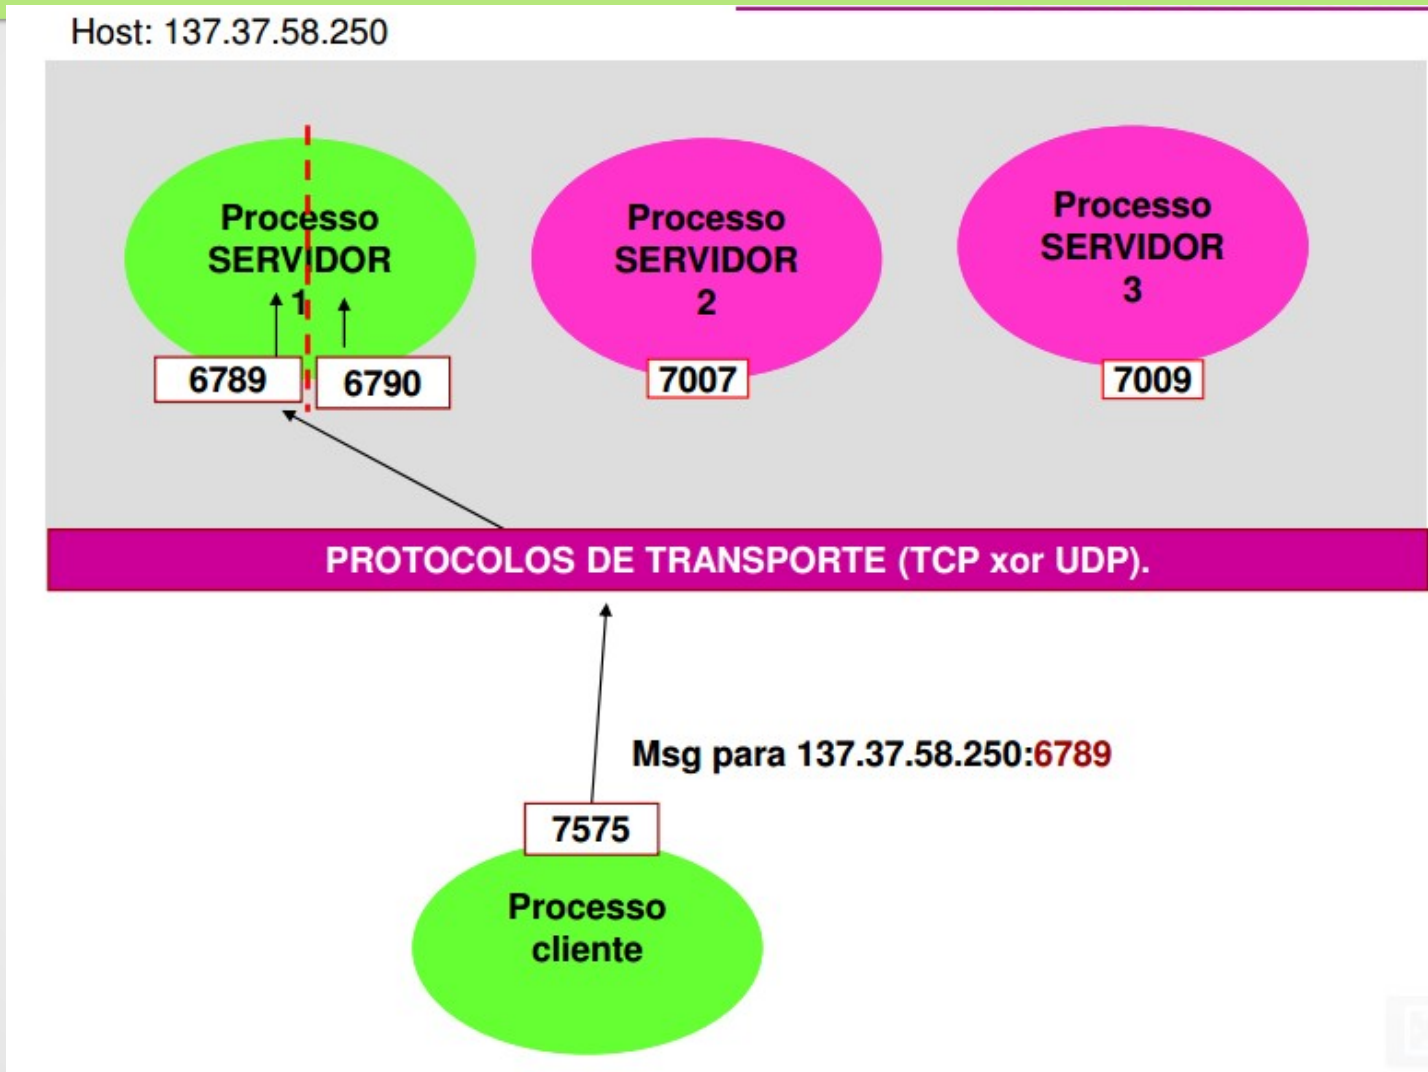 Host: 137.37.58.250
Processo
SERVIDOR
1
6789
6790
Processo
SERVIDOR
2
7007
Processo
SERVIDOR
3
7009
PROTOCOLOS DE TRANSPORTE (TCP xor UDP).
Msg para 137.37.58.250:6789
7575
Processo
cliente